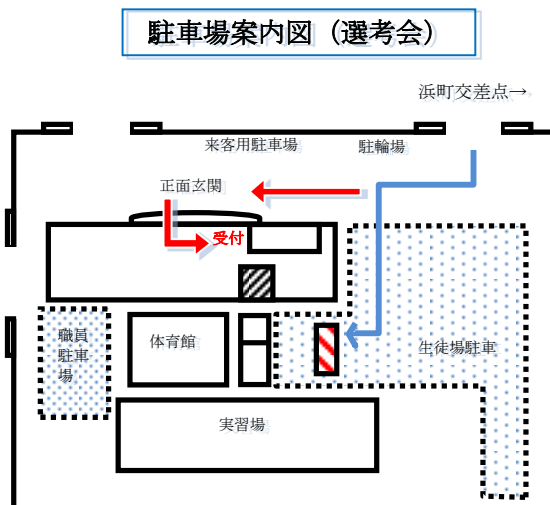 駐車場案内図（選考会）
浜町交差点→
来客用駐車場
駐輪場
正面玄関
受付
職員
駐車
場
体育館
生徒場駐車
実習場